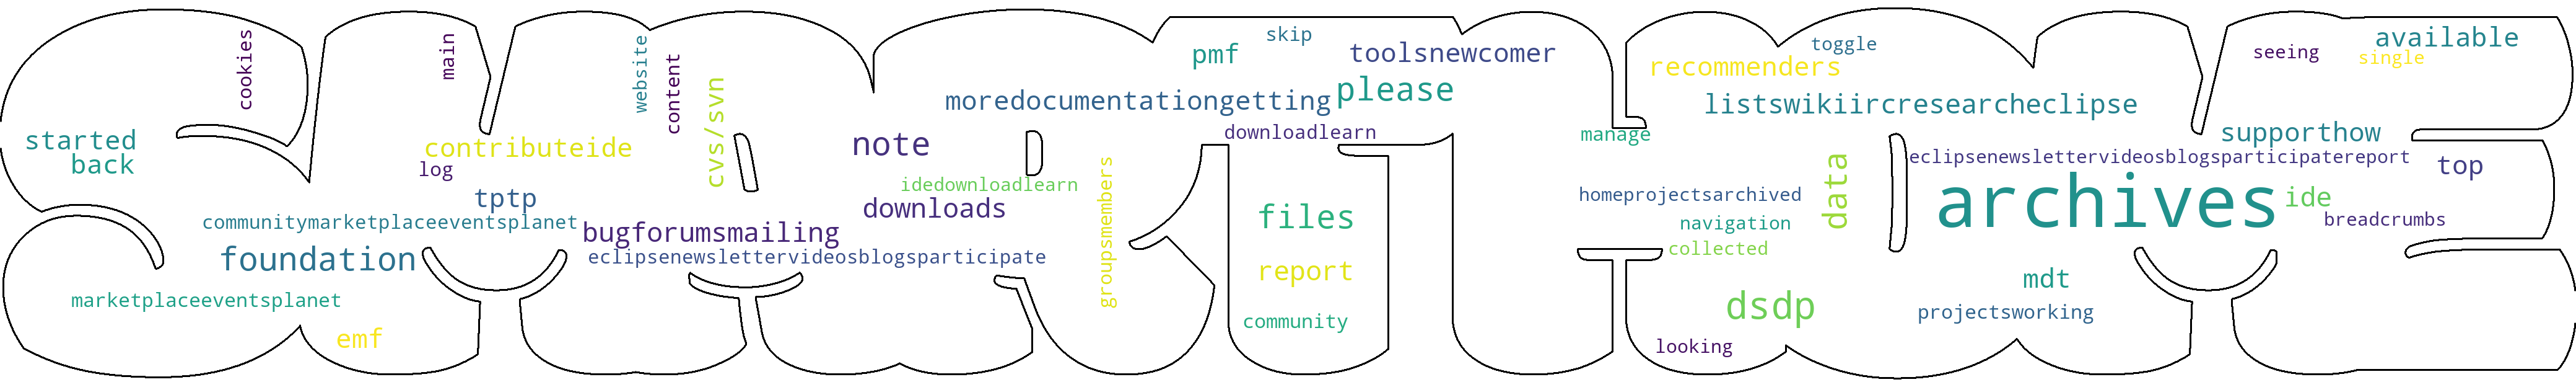 cookies
main
website
content
cvs/svn
skip
pmf
toolsnewcomer
toggle
recommenders
seeing
single
available
moredocumentationgetting
please
listswikiircresearcheclipse
started
back
contributeide
log
note
downloadlearn
manage
supporthow
eclipsenewslettervideosblogsparticipatereport
top
tptp
idedownloadlearn
downloads
groupsmembers
homeprojectsarchived
data
archives
ide
breadcrumbs
communitymarketplaceeventsplanet
bugforumsmailing
files
navigation
collected
foundation
eclipsenewslettervideosblogsparticipate
report
mdt
marketplaceeventsplanet
dsdp
projectsworking
community
emf
looking